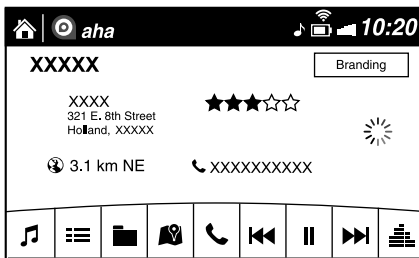 aha 10:20
XXXXX Branding
XXXX
321 E. 8th Street
Holland, XXXXX
3.1 km NE XXXXXXXXXX